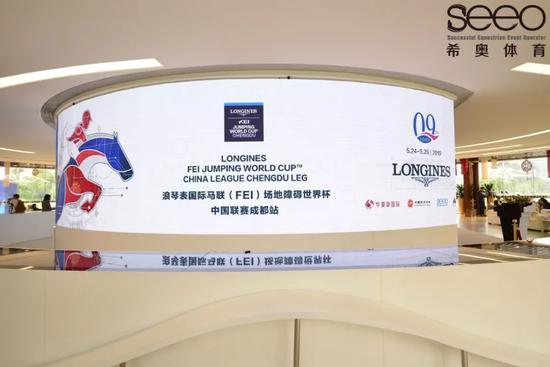 SEEO
Successful Equestrian Event Operator
希奥体育
LONGINES
FEI
JUMPING
WORLD CUP
CHENGDU
LONGINES
FEI JUMPING WORLD CUP™
CHINA LEAGUE CHENGDU LEG
浪琴表国际马联（FEI）场地障碍世界杯
中国联赛成都站
09
5.24-5.26 / 2019
LONGINES